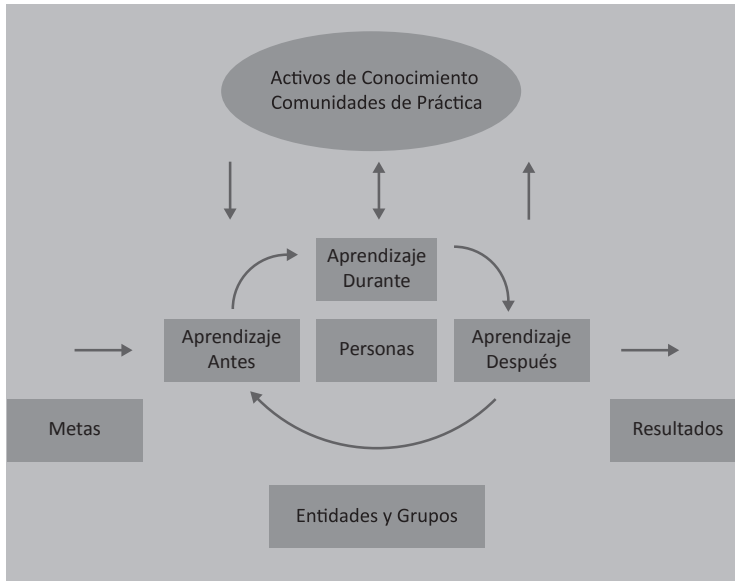 Activos de Conocimiento
Comunidades de Práctica
Aprendizaje
Durante
Aprendizaje
Antes
Personas
Aprendizaje
Después
Metas
Resultados
Entidades y Grupos